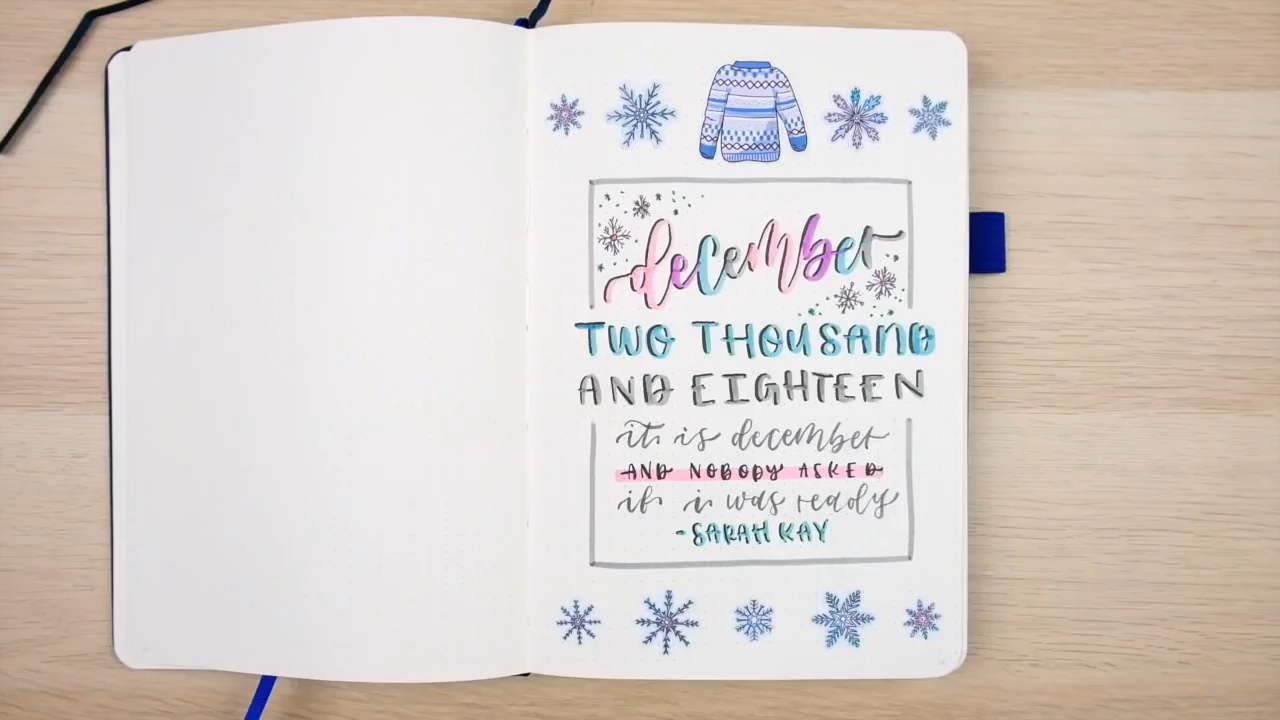 december
TWO THOUSAND
AND EIGHTEEN
it is december
AND NOBODY ASKED
if i was ready
-SARAH KAY